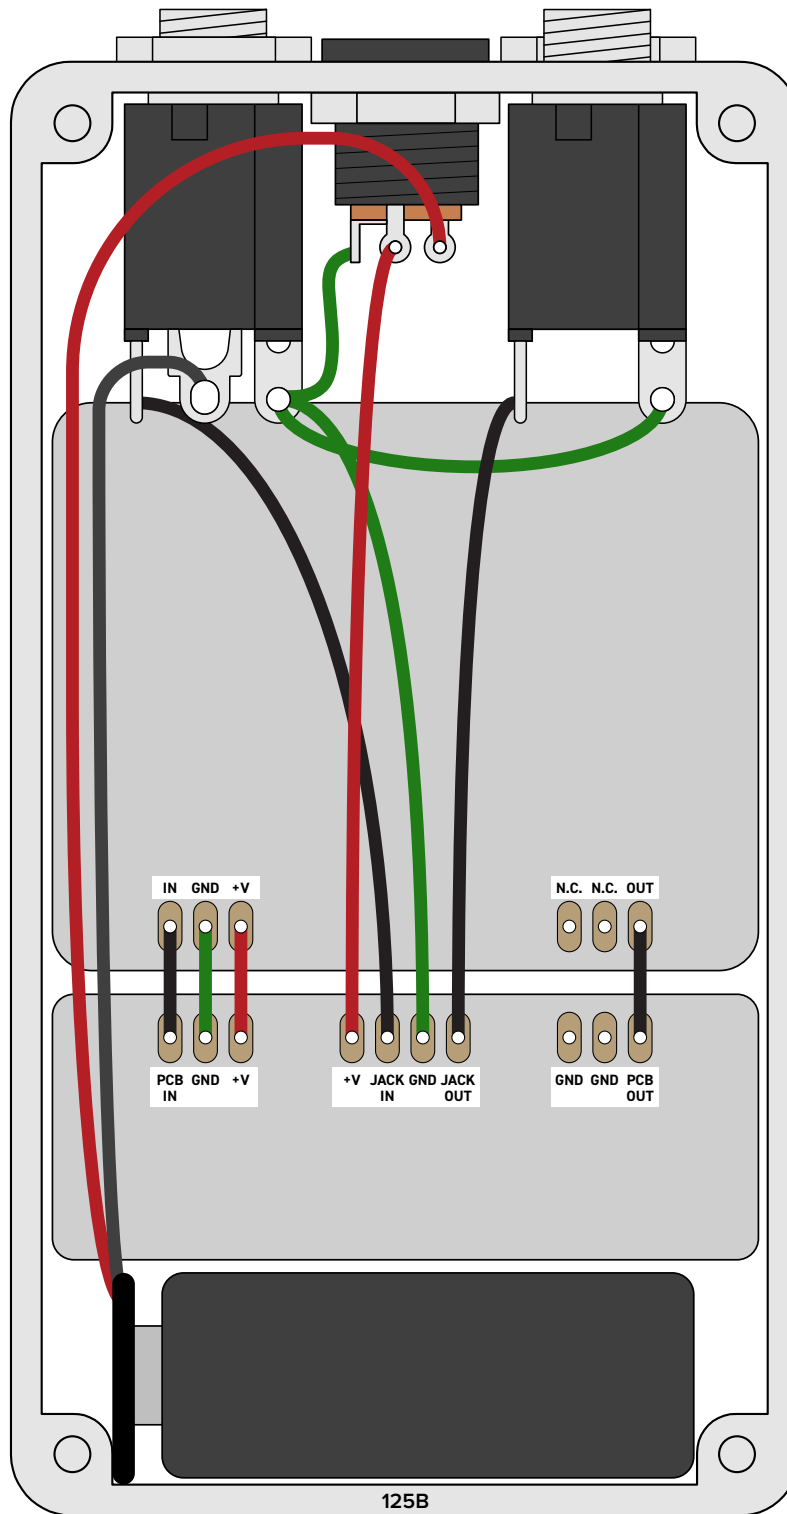 IN GND +V
N.C. N.C. OUT
PCB GND +V
IN
+V JACK GND JACK
IN OUT
GND GND PCB
OUT
125B